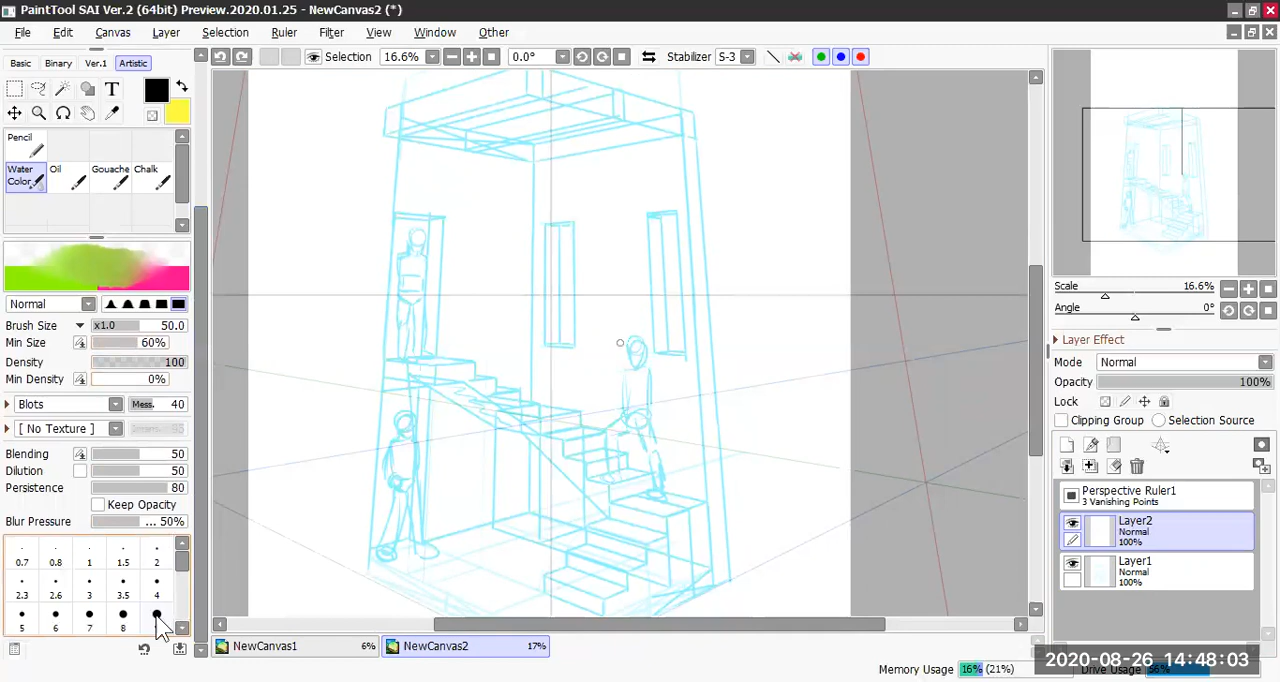 PaintTool SAI Ver.2 (64bit) Preview.2020.01.25 - NewCanvas2 (*)
File Edit Canvas Layer Selection Ruler Filter View Window Other
Basic Binary Ver.1 Artistic
Selection 16.6% 0.0° Stabilizer S-3
T
Pencil
Water Color Oil Gouache Chalk
Normal
Brush Size x1.0 50.0
Min Size 60%
Density 100
Min Density 0%
Blots Mess. 40
[ No Texture ]
Blending 50
Dilution 50
Persistence 80
Keep Opacity
Blur Pressure ... 50%
0.7 0.8 1 1.5 2
2.3 2.6 3 3.5 4
5 6 7 8
NewCanvas1 6% NewCanvas2 17%
Scale 16.6%
Angle 0°
Layer Effect
Mode Normal
Opacity 100%
Lock
Clipping Group Selection Source
Perspective Ruler1
3 Vanishing Points
Layer2
Normal
100%
Layer1
Normal
100%
Memory Usage 16% (21%) Drive Usage 56%
2020-08-26 14:48:03